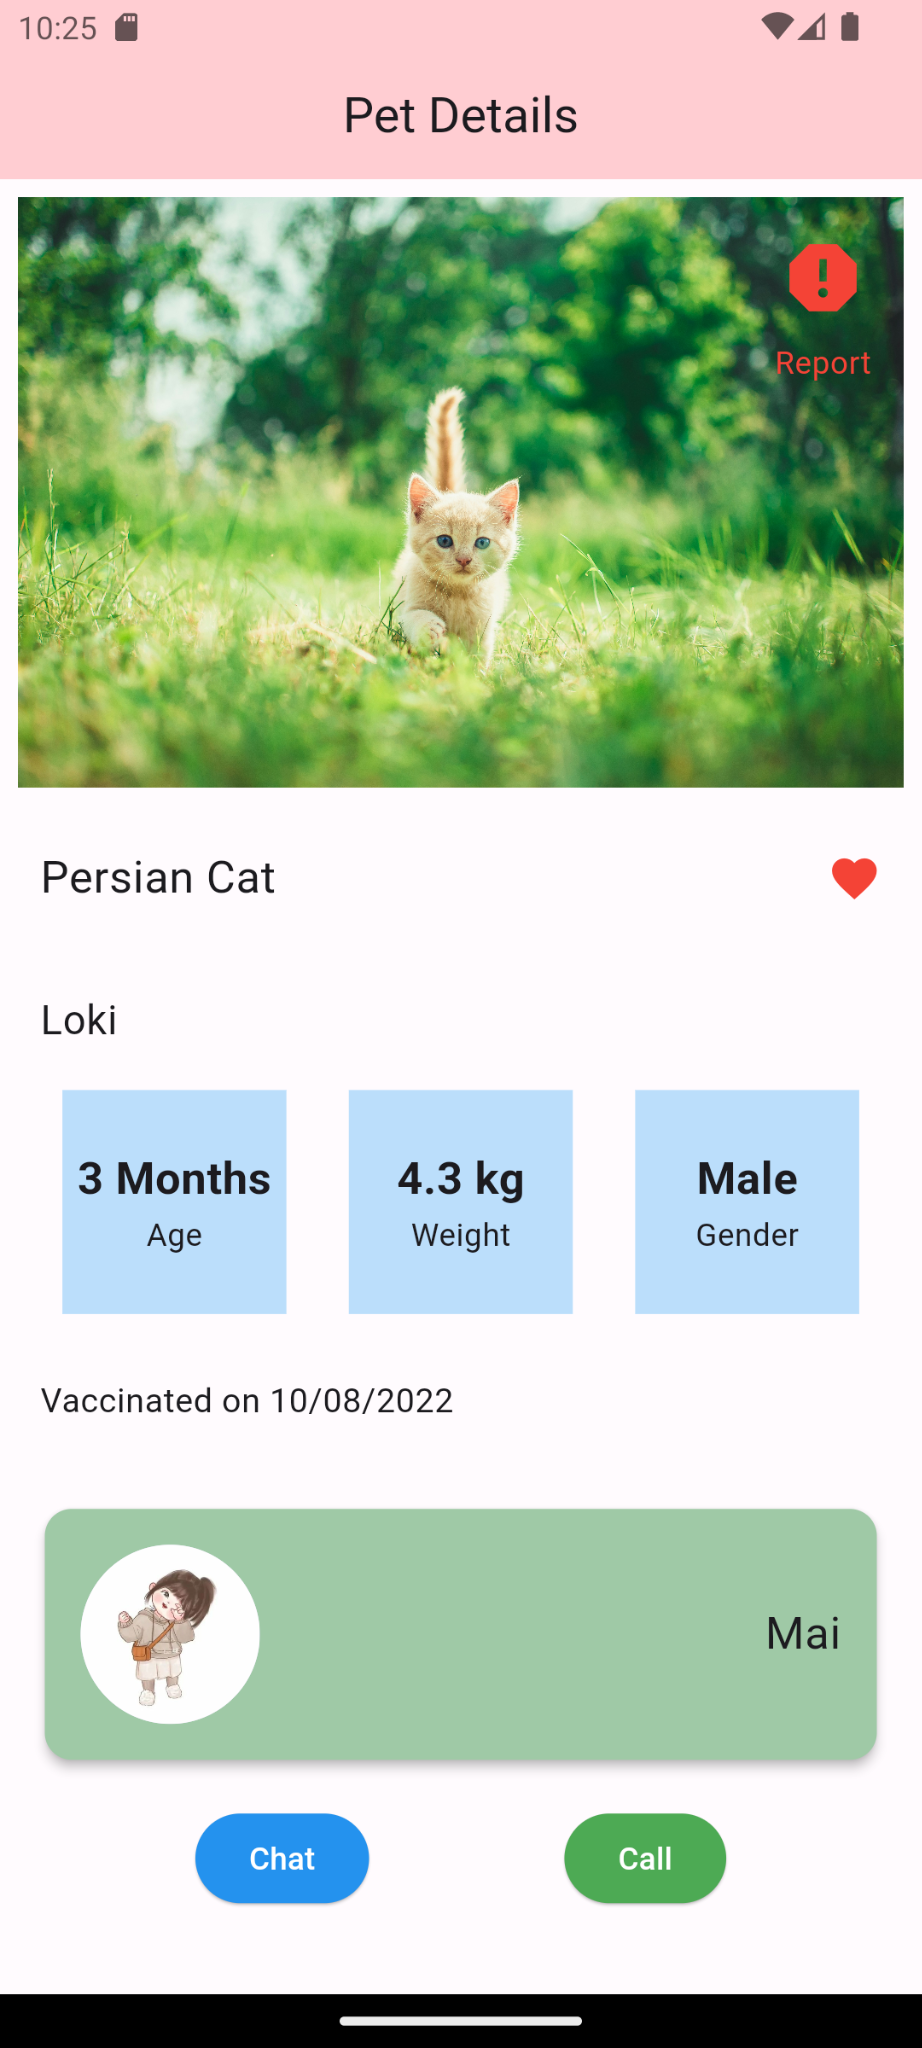 10:25
Pet Details
Report
Persian Cat
Loki
3 Months
Age
4.3 kg
Weight
Male
Gender
Vaccinated on 10/08/2022
Mai
Chat
Call